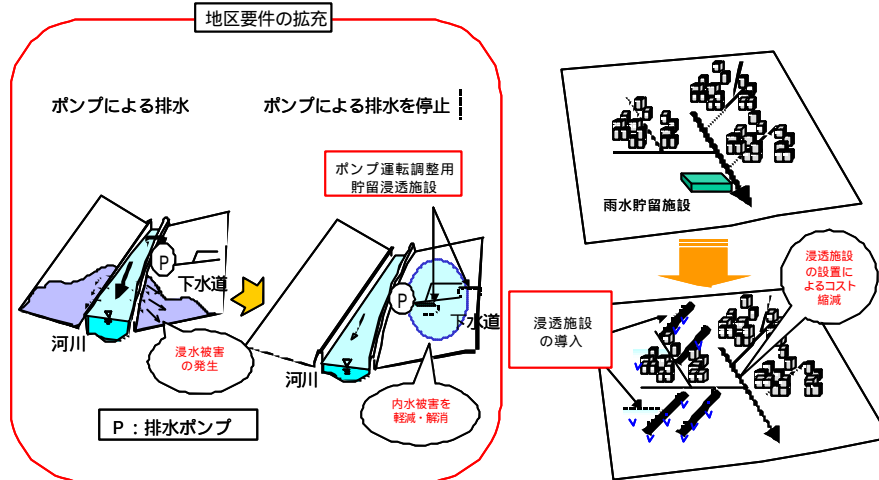 地区要件の拡充
ポンプによる排水
ポンプによる排水を停止
ポンプ運転調整用
貯留浸透施設
P
下水道
河川
浸水被害
の発生
P
下水道
河川
内水被害を
軽減・解消
P：排水ポンプ
雨水貯留施設
浸透施設
の設置に
よるコスト
縮減
浸透施設
の導入